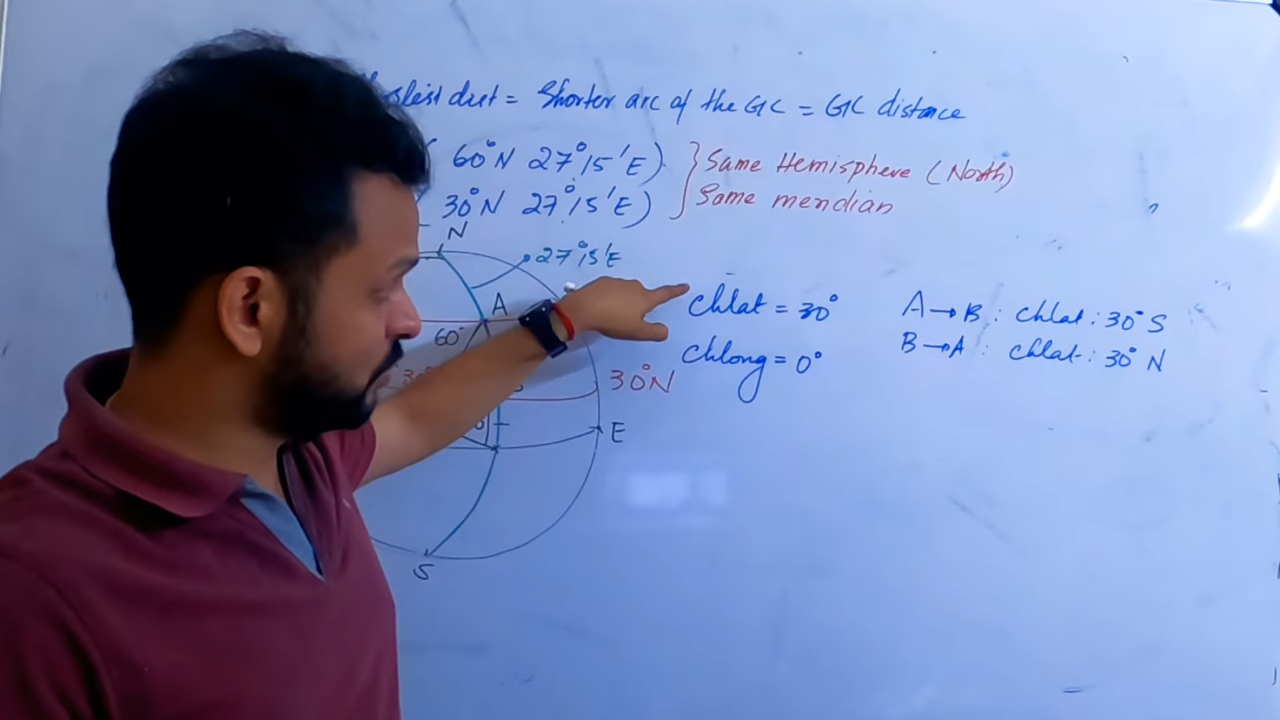 dist = Shorter arc of the GC = GC distance
60°N 27°15'E) } Same Hemisphere (North)
30°N 27°15'E) Same meridian
N
27°15'E
A
60°
chlat = 30°
A → B : chlat : 30° S
B → A : chlat : 30° N
chlong = 0°
30°N
E
S